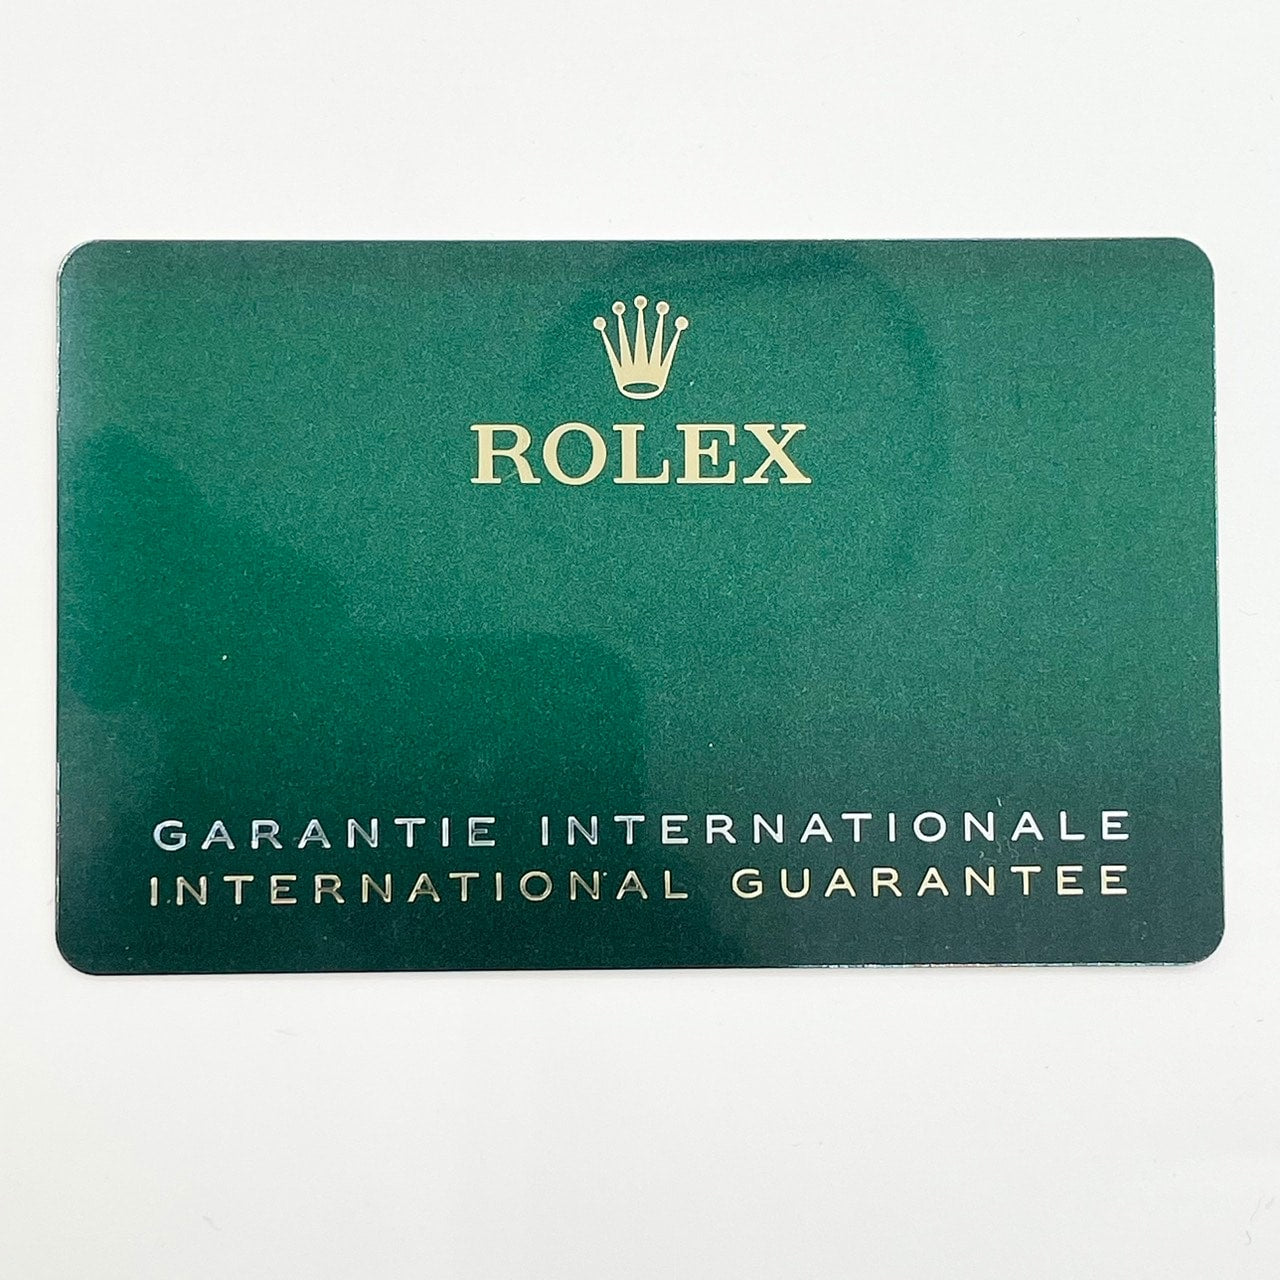 ROLEX
GARANTIE INTERNATIONALE
INTERNATIONAL GUARANTEE